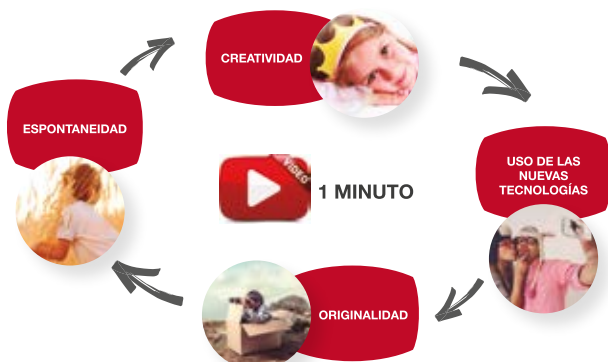 CREATIVIDAD
ESPONTANEIDAD
USO DE LAS
NUEVAS
TECNOLOGÍAS
VIDEO
1 MINUTO
ORIGINALIDAD